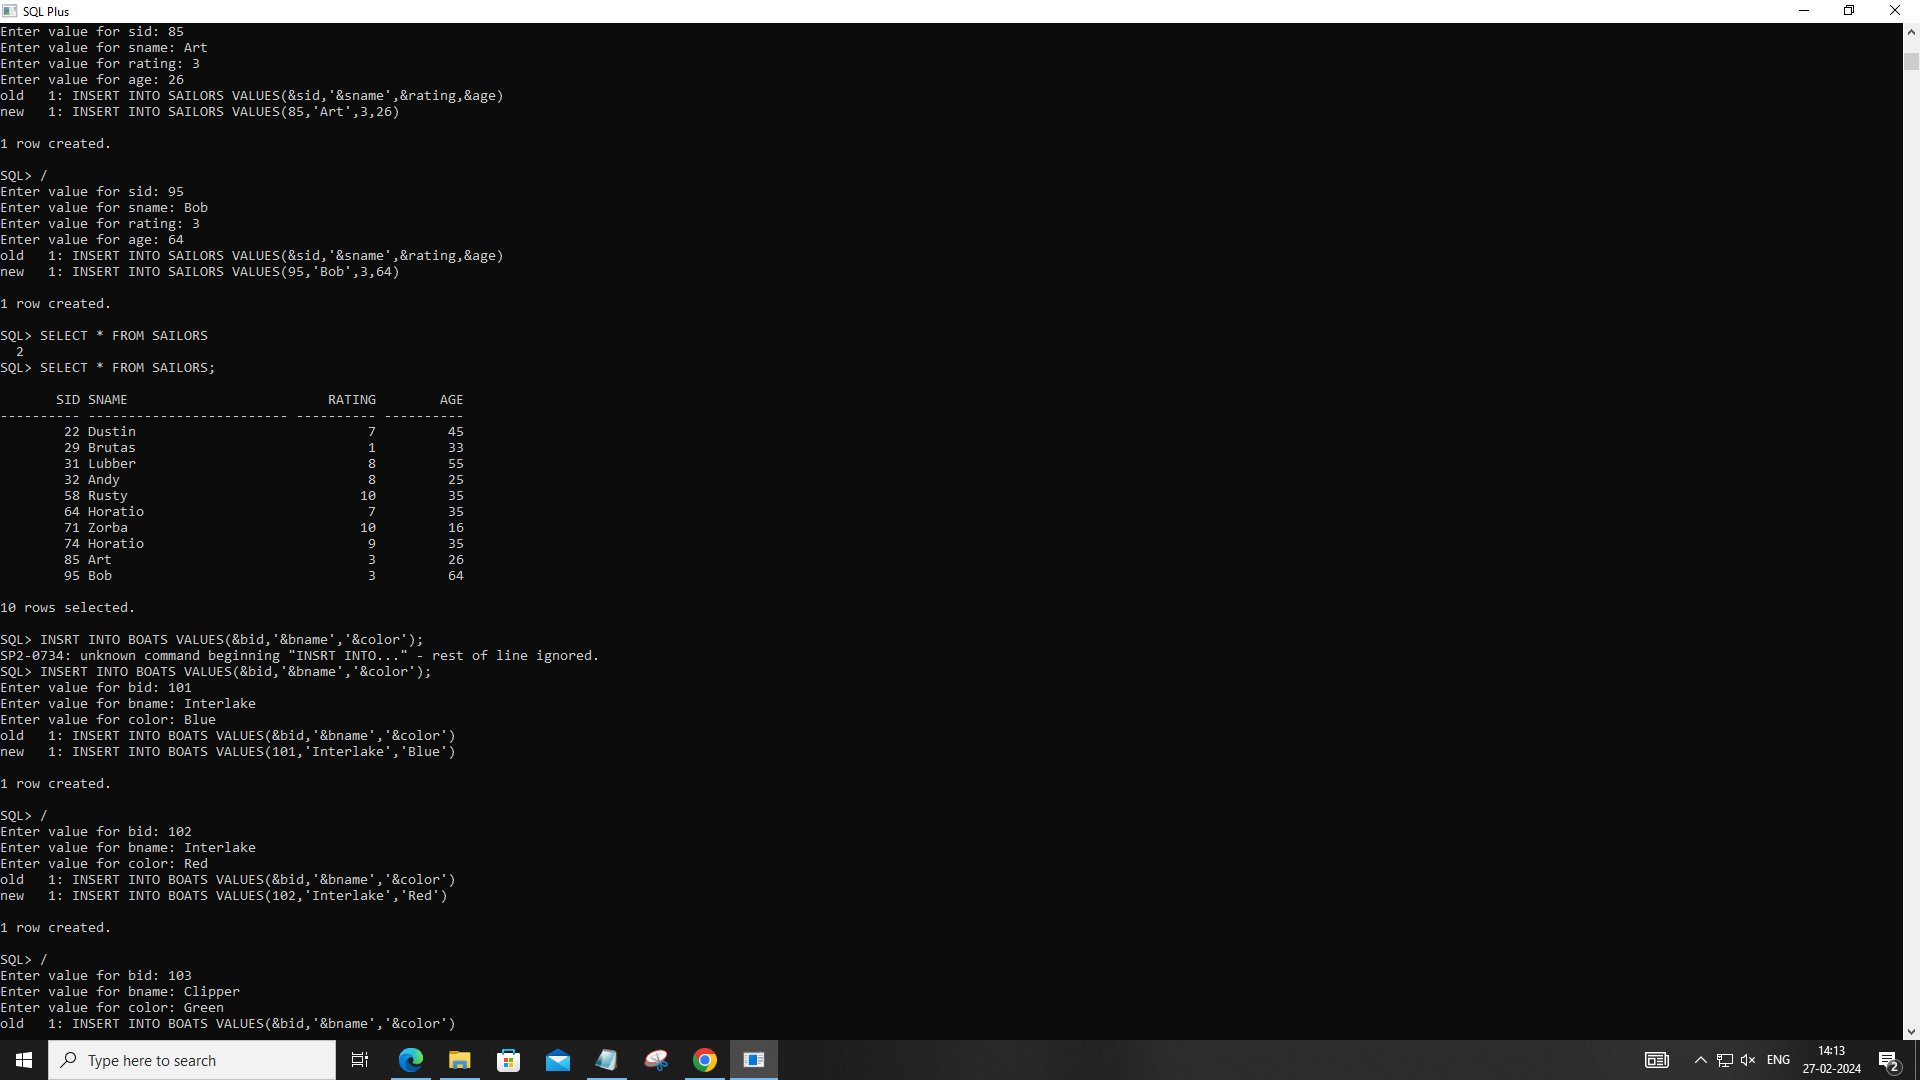 SQL Plus
Enter value for sid: 85
Enter value for sname: Art
Enter value for rating: 3
Enter value for age: 26
old   1: INSERT INTO SAILORS VALUES(&sid,'&sname',&rating,&age)
new   1: INSERT INTO SAILORS VALUES(85,'Art',3,26)
1 row created.
SQL> /
Enter value for sid: 95
Enter value for sname: Bob
Enter value for rating: 3
Enter value for age: 64
old   1: INSERT INTO SAILORS VALUES(&sid,'&sname',&rating,&age)
new   1: INSERT INTO SAILORS VALUES(95,'Bob',3,64)
1 row created.
SQL> SELECT * FROM SAILORS
  2
SQL> SELECT * FROM SAILORS;
       SID SNAME                         RATING        AGE
---------- ------------------------- ---------- ----------
        22 Dustin                             7         45
        29 Brutas                             1         33
        31 Lubber                             8         55
        32 Andy                               8         25
        58 Rusty                             10         35
        64 Horatio                            7         35
        71 Zorba                             10         16
        74 Horatio                            9         35
        85 Art                                3         26
        95 Bob                                3         64
10 rows selected.
SQL> INSRT INTO BOATS VALUES(&bid,'&bname','&color');
SP2-0734: unknown command beginning "INSRT INTO..." - rest of line ignored.
SQL> INSERT INTO BOATS VALUES(&bid,'&bname','&color');
Enter value for bid: 101
Enter value for bname: Interlake
Enter value for color: Blue
old   1: INSERT INTO BOATS VALUES(&bid,'&bname','&color')
new   1: INSERT INTO BOATS VALUES(101,'Interlake','Blue')
1 row created.
SQL> /
Enter value for bid: 102
Enter value for bname: Interlake
Enter value for color: Red
old   1: INSERT INTO BOATS VALUES(&bid,'&bname','&color')
new   1: INSERT INTO BOATS VALUES(102,'Interlake','Red')
1 row created.
SQL> /
Enter value for bid: 103
Enter value for bname: Clipper
Enter value for color: Green
old   1: INSERT INTO BOATS VALUES(&bid,'&bname','&color')
Type here to search
ENG
14:13
27-02-2024
2